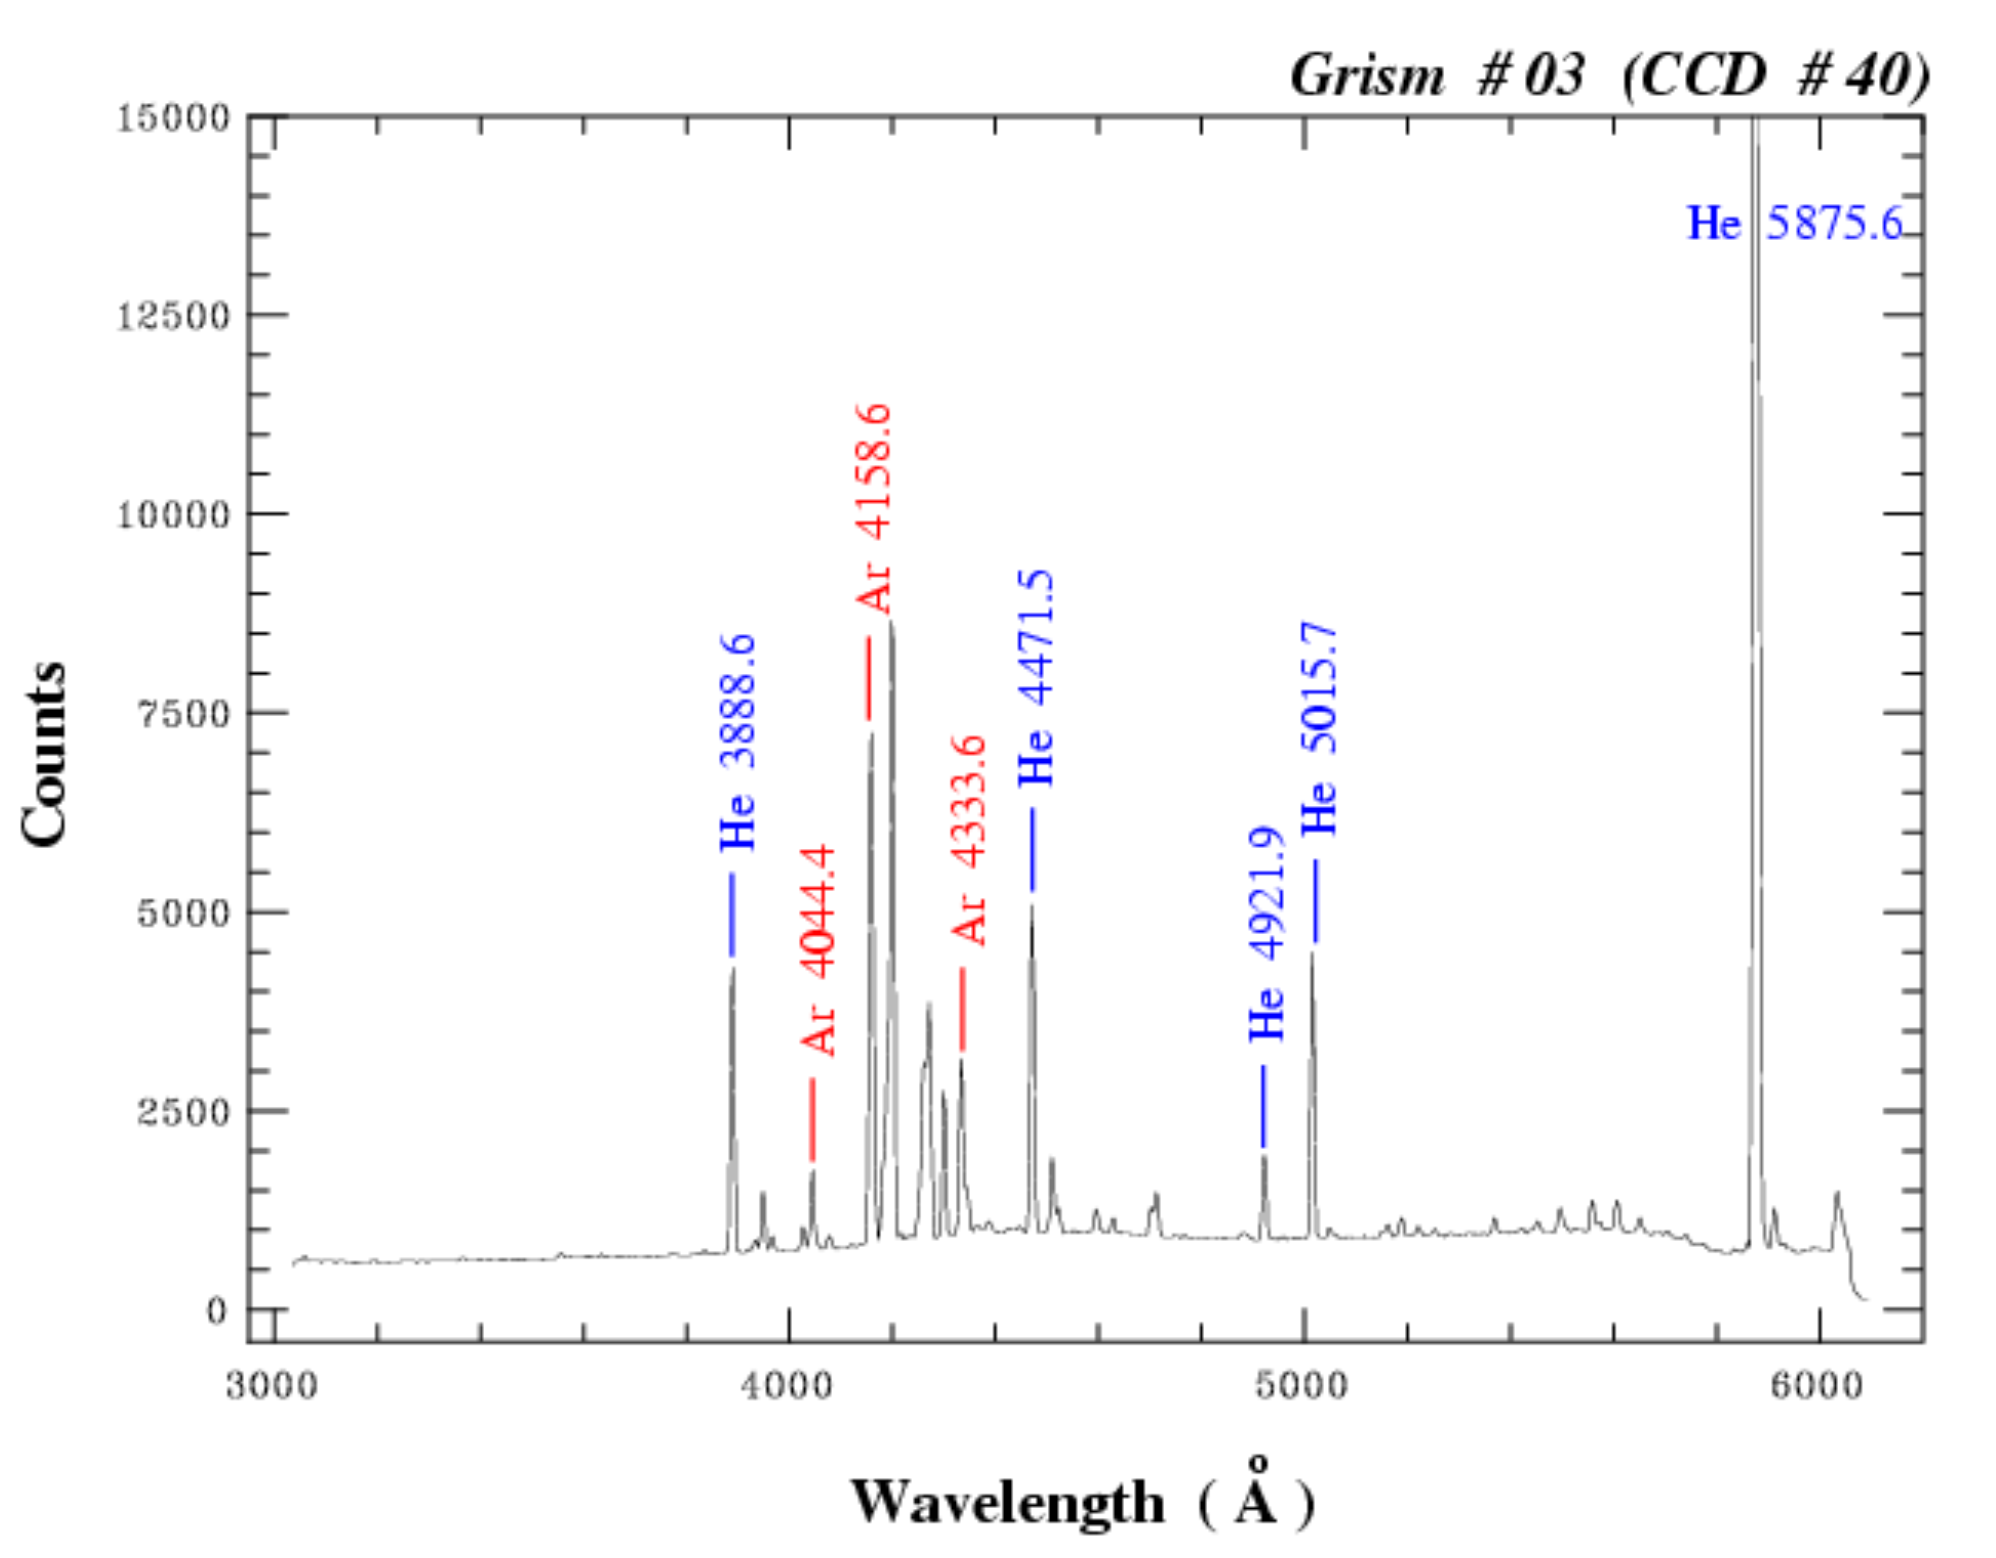 Grism # 03 (CCD # 40)
15000
12500
10000
7500
5000
2500
0
Counts
He 3888.6
Ar 4044.4
Ar 4158.6
Ar 4333.6
He 4471.5
He 4921.9
He 5015.7
He 5875.6
3000 4000 5000 6000
Wavelength ( Å )